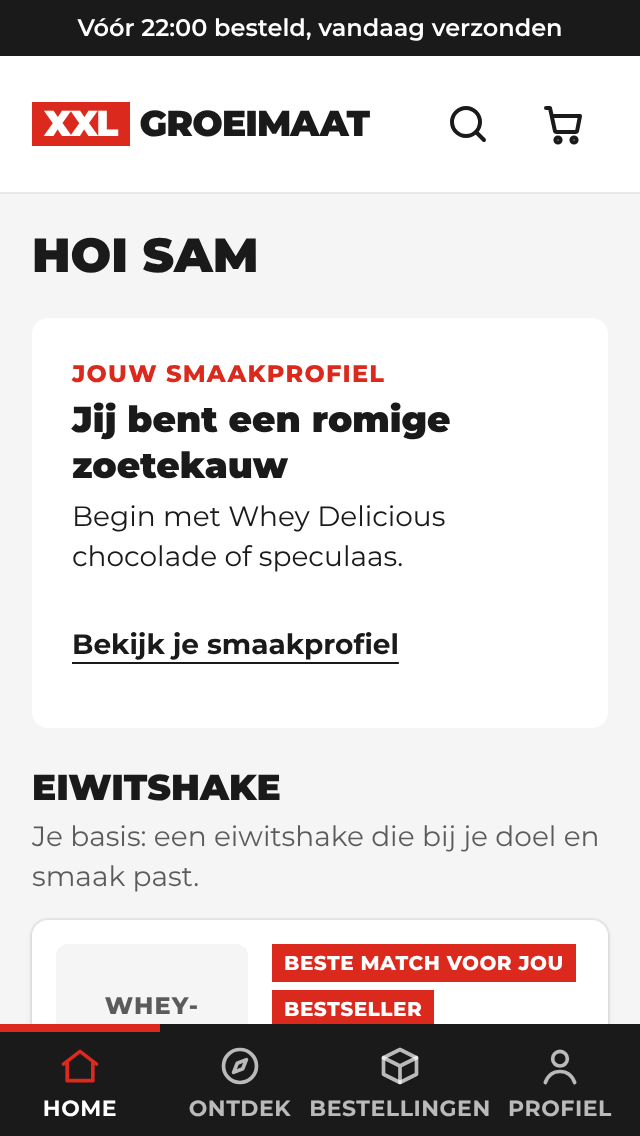 Vóór 22:00 besteld, vandaag verzonden
XXL GROEIMAAT
HOI SAM
JOUW SMAAKPROFIEL
Jij bent een romige
zoetekauw
Begin met Whey Delicious
chocolade of speculaas.
Bekijk je smaakprofiel
EIWITSHAKE
Je basis: een eiwitshake die bij je doel en
smaak past.
WHEY-
BESTE MATCH VOOR JOU
BESTSELLER
HOME
ONTDEK
BESTELLINGEN
PROFIEL